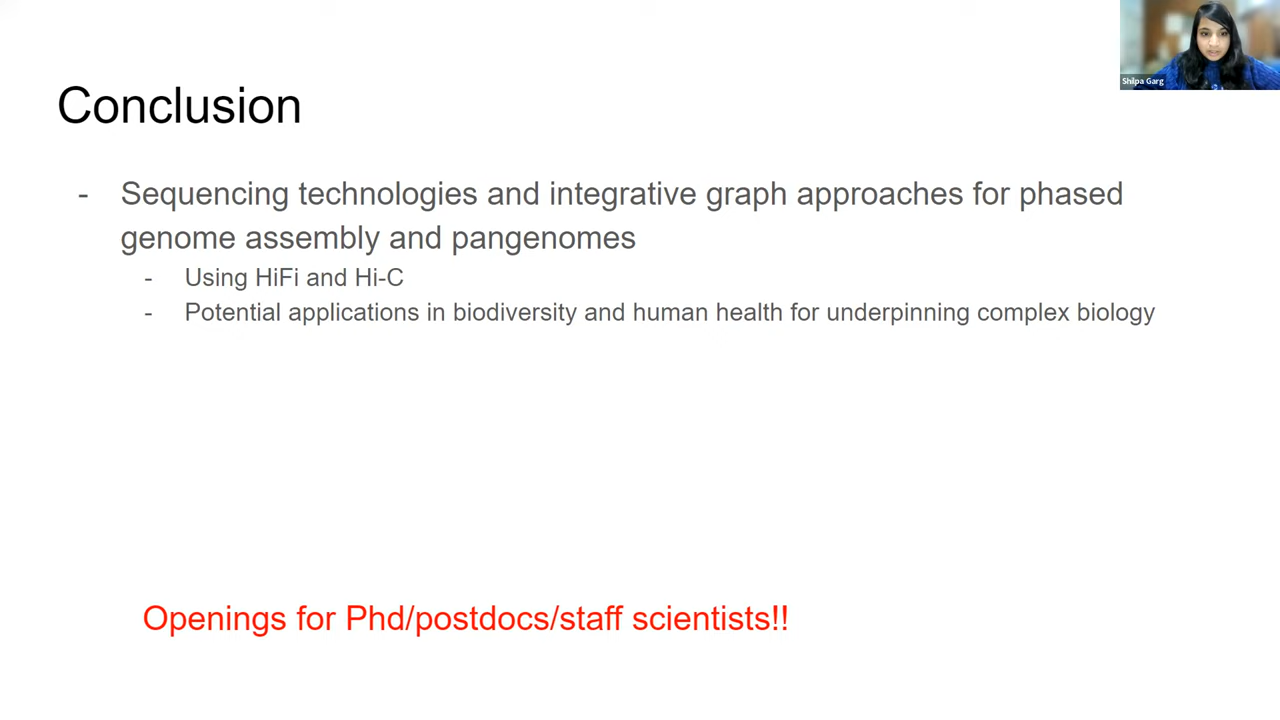 Shilpa Garg
Conclusion
- Sequencing technologies and integrative graph approaches for phased
genome assembly and pangenomes
- Using HiFi and Hi-C
- Potential applications in biodiversity and human health for underpinning complex biology
Openings for Phd/postdocs/staff scientists!!